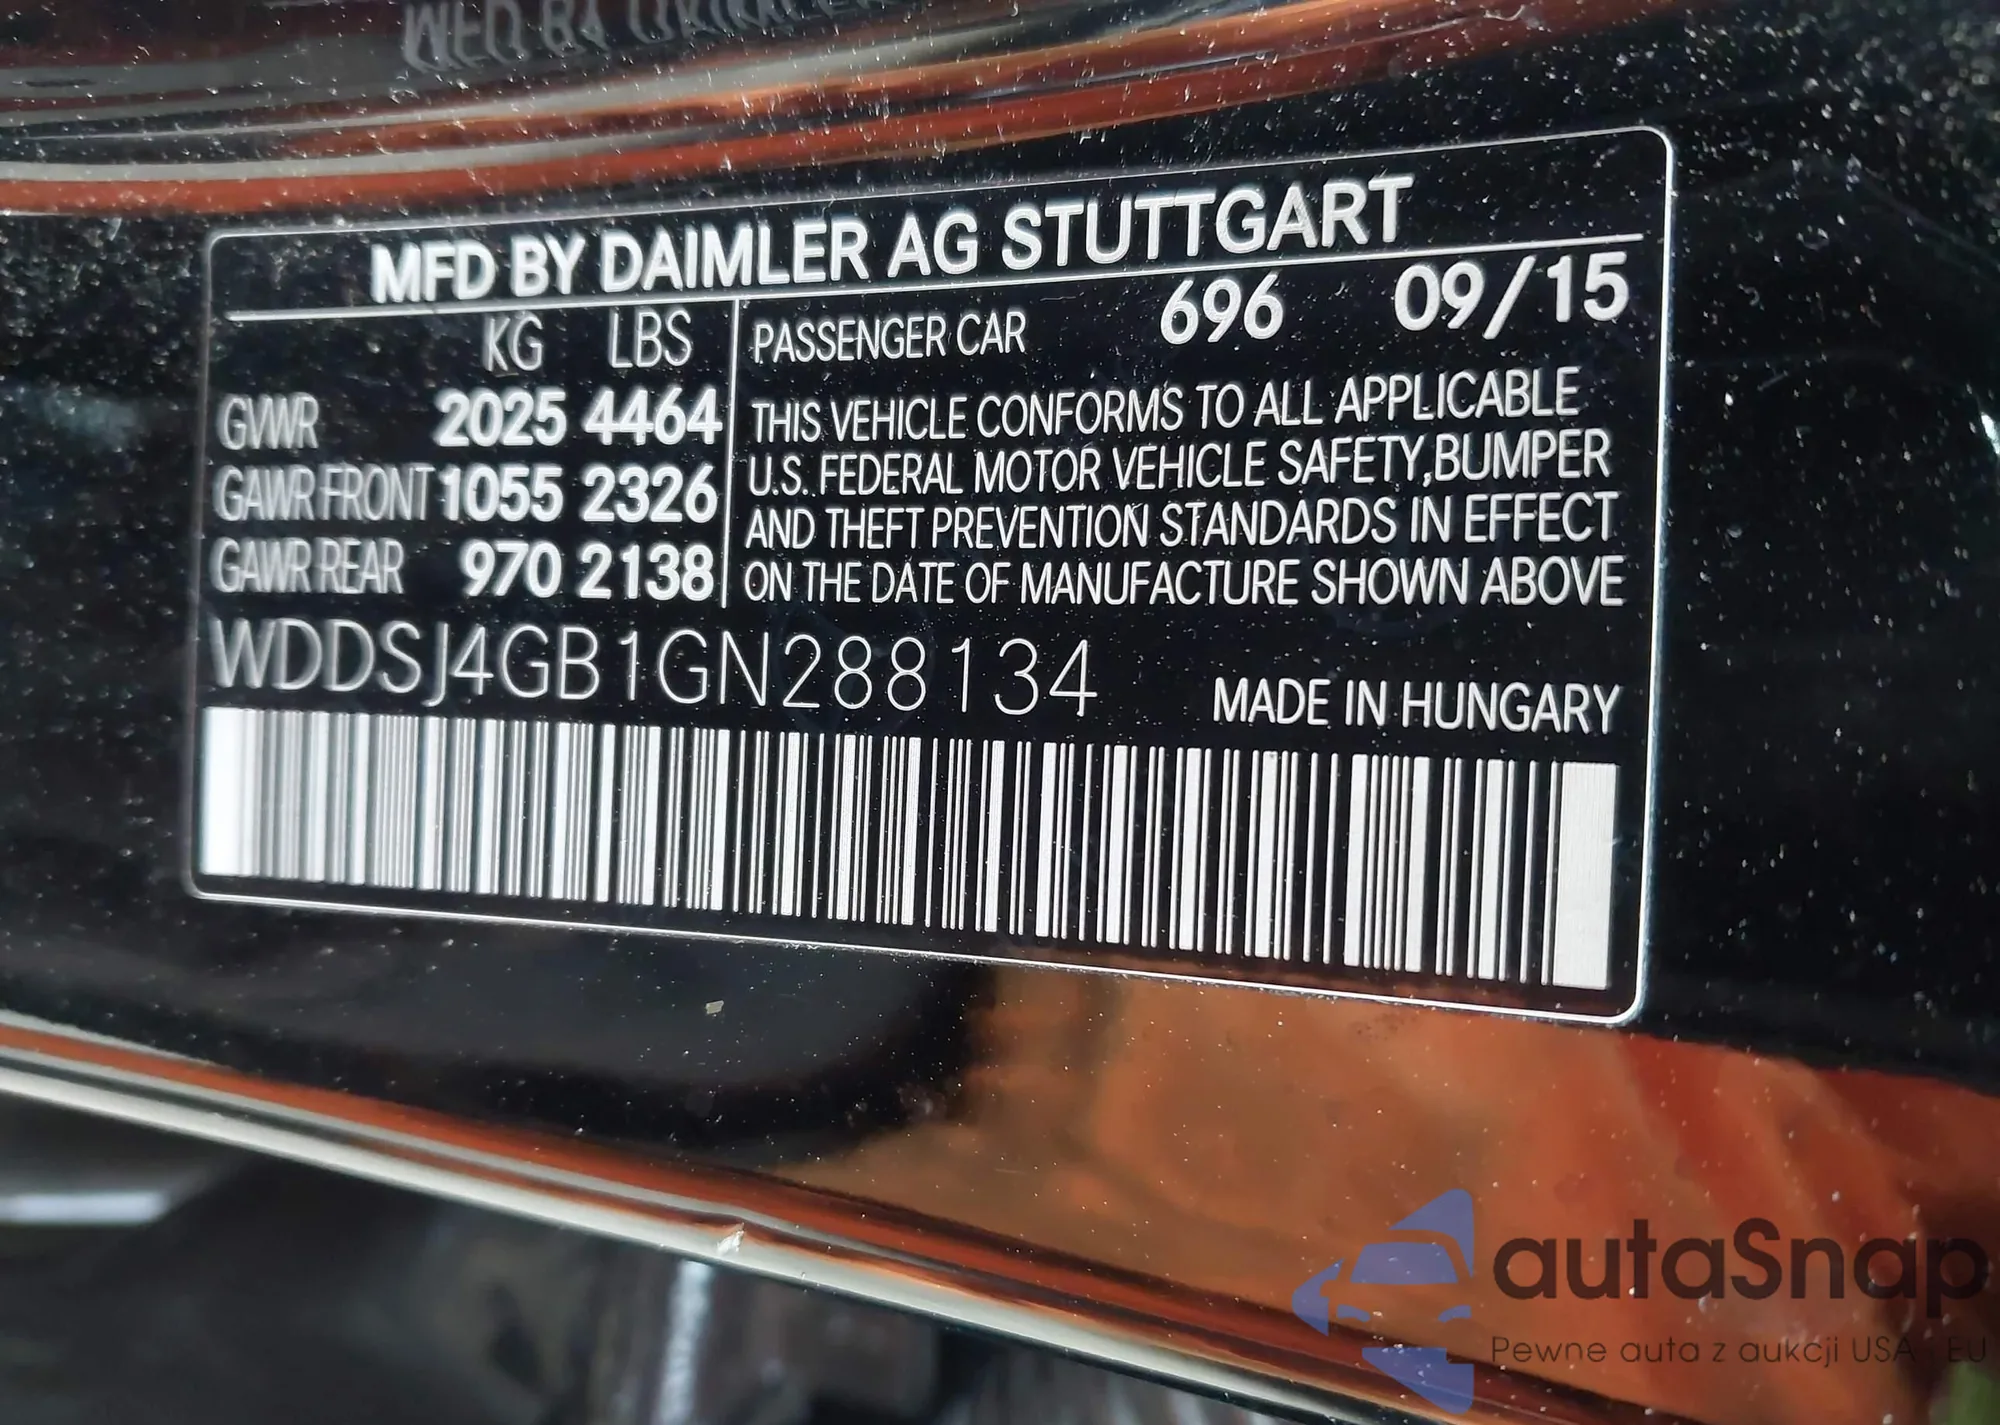 MFD BY DAIMLER AG STUTTGART
KG LBS
GVWR 2025 4464
GAWR FRONT 1055 2326
GAWR REAR 970 2138
PASSENGER CAR 696 09/15
THIS VEHICLE CONFORMS TO ALL APPLICABLE
U.S. FEDERAL MOTOR VEHICLE SAFETY,BUMPER
AND THEFT PREVENTION STANDARDS IN EFFECT
ON THE DATE OF MANUFACTURE SHOWN ABOVE
WDDSJ4GB1GN288134
MADE IN HUNGARY
autaSnap
Pewne auta z aukcji USA EU